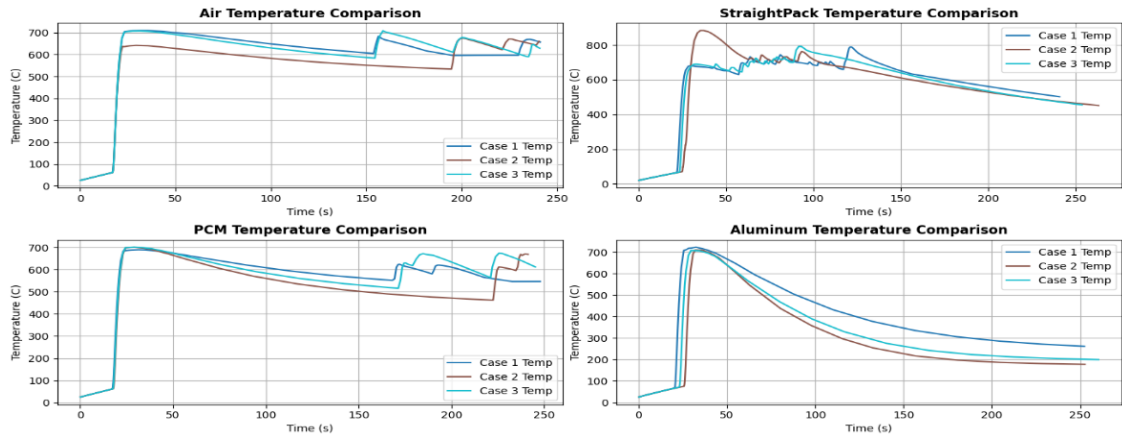 Air Temperature Comparison
Temperature (C)
700
600
500
400
300
200
100
0
Case 1 Temp
Case 2 Temp
Case 3 Temp
0 50 100 150 200 250
Time (s)
StraightPack Temperature Comparison
Temperature (C)
800
600
400
200
0
Case 1 Temp
Case 2 Temp
Case 3 Temp
0 50 100 150 200 250
Time (s)
PCM Temperature Comparison
Temperature (C)
700
600
500
400
300
200
100
0
Case 1 Temp
Case 2 Temp
Case 3 Temp
0 50 100 150 200 250
Time (s)
Aluminum Temperature Comparison
Temperature (C)
700
600
500
400
300
200
100
0
Case 1 Temp
Case 2 Temp
Case 3 Temp
0 50 100 150 200 250
Time (s)